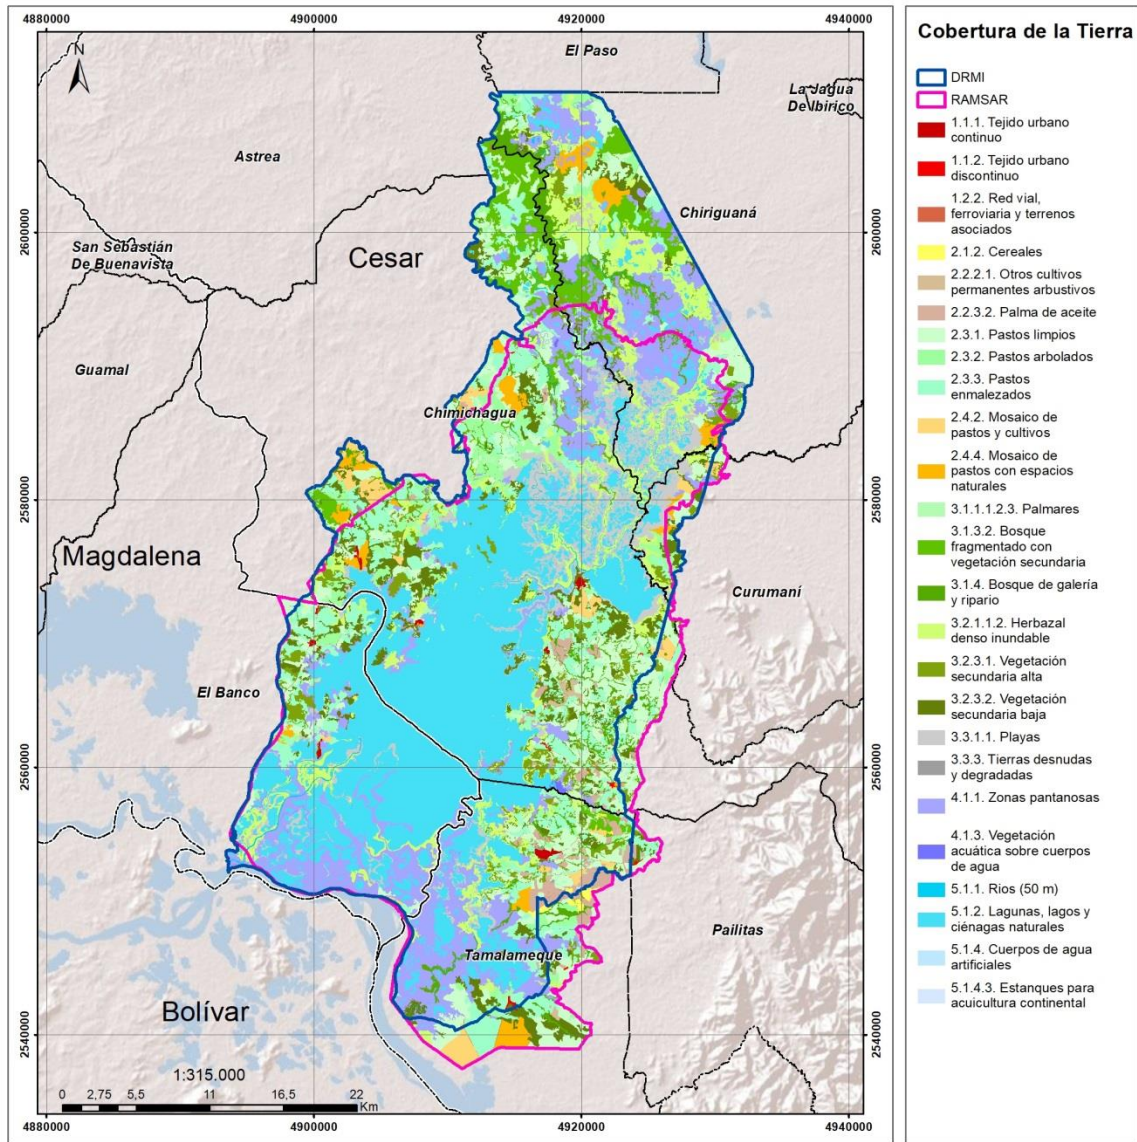 4880000
4900000
4920000
4940000
N
El Paso
La Jagua
De Ibirico
Astrea
Chiriguaná
2600000
2600000
San Sebastián
De Buenavista
Cesar
Guamal
Chimichagua
2580000
2580000
Magdalena
Curumaní
El Banco
2560000
2560000
Pailitas
Tamalameque
Bolívar
2540000
2540000
1:315.000
0
2,75
5,5
11
16,5
22
Km
4880000
4900000
4920000
4940000
Cobertura de la Tierra
DRMI
RAMSAR
1.1.1. Tejido urbano
continuo
1.1.2. Tejido urbano
discontinuo
1.2.2. Red vial,
ferroviaria y terrenos
asociados
2.1.2. Cereales
2.2.2.1. Otros cultivos
permanentes arbustivos
2.2.3.2. Palma de aceite
2.3.1. Pastos limpios
2.3.2. Pastos arbolados
2.3.3. Pastos
enmalezados
2.4.2. Mosaico de
pastos y cultivos
2.4.4. Mosaico de
pastos con espacios
naturales
3.1.1.1.2.3. Palmares
3.1.3.2. Bosque
fragmentado con
vegetación secundaria
3.1.4. Bosque de galería
y ripario
3.2.1.1.1.2. Herbazal
denso inundable
3.2.3.1. Vegetación
secundaria alta
3.2.3.2. Vegetación
secundaria baja
3.3.1.1. Playas
3.3.3. Tierras desnudas
y degradadas
4.1.1. Zonas pantanosas
4.1.3. Vegetación
acuática sobre cuerpos
de agua
5.1.1. Rios (50 m)
5.1.2. Lagunas, lagos y
ciénagas naturales
5.1.4. Cuerpos de agua
artificiales
5.1.4.3. Estanques para
acuicultura continental